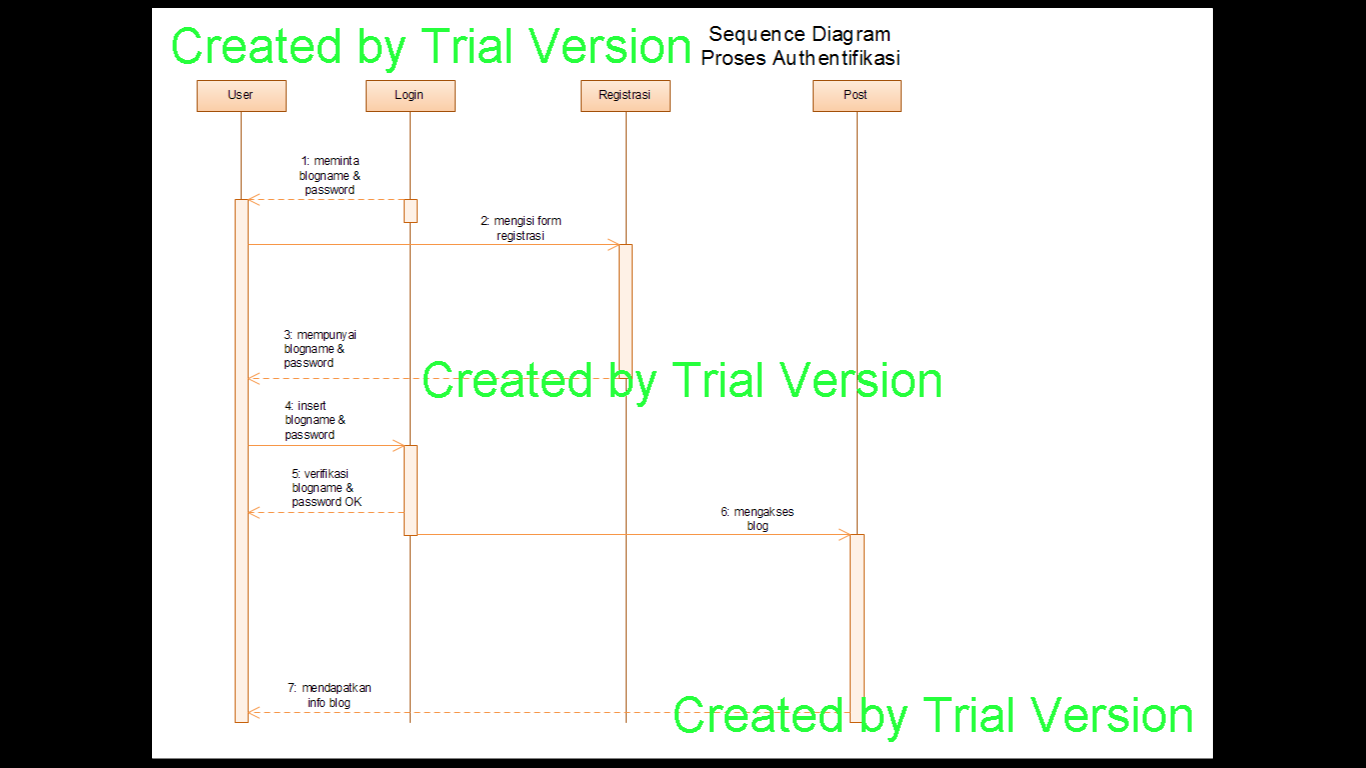 Created by Trial Version
Sequence Diagram
Proses Authentifikasi
User
Login
Registrasi
Post
1: meminta
blogname &
password
2: mengisi form
registrasi
3: mempunyai
blogname &
password
Created by Trial Version
4: insert
blogname &
password
5: verifikasi
blogname &
password OK
6: mengakses
blog
7: mendapatkan
info blog
Created by Trial Version